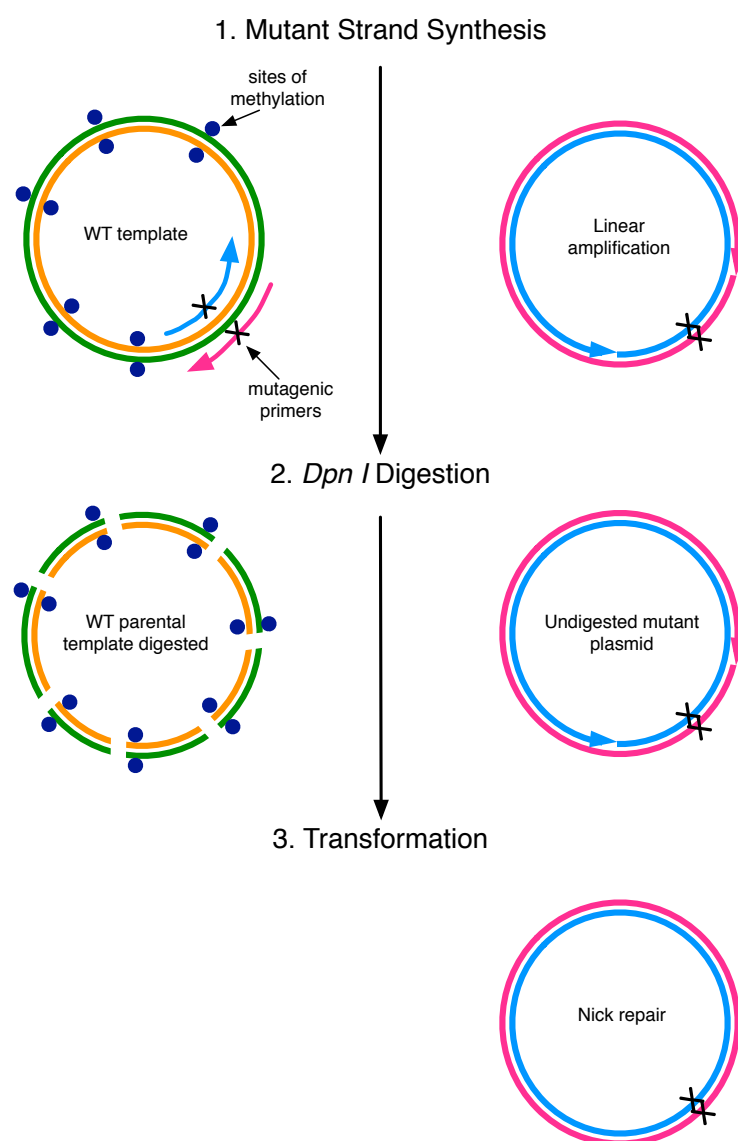 1. Mutant Strand Synthesis
sites of
methylation
WT template
mutagenic
primers
Linear
amplification
2. Dpn I Digestion
WT parental
template digested
Undigested mutant
plasmid
3. Transformation
Nick repair